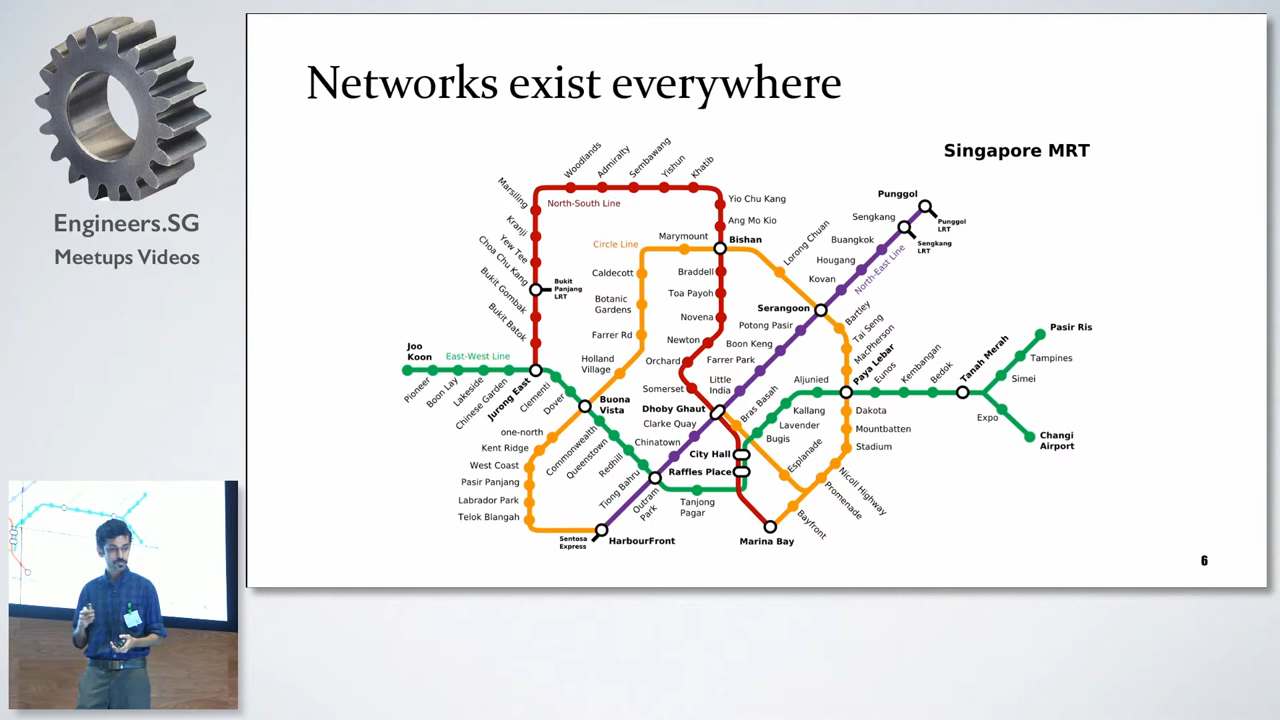 Engineers.SG
Meetups Videos
Networks exist everywhere
Singapore MRT
Woodlands
Admiralty
Sembawang
Yishun
Khatib
Marsiling
North-South Line
Yio Chu Kang
Punggol
Kranji
Ang Mo Kio
Sengkang
Punggol
LRT
Yew Tee
Circle Line
Marymount
Bishan
Lorong Chuan
Buangkok
Sengkang
LRT
Choa Chu Kang
Caldecott
Braddell
Hougang
North-East Line
Bukit
Panjang
LRT
Toa Payoh
Kovan
Bukit Gombak
Botanic
Gardens
Serangoon
Bartley
Bukit Batok
Novena
Potong Pasir
Tai Seng
Farrer Rd
Newton
Boon Keng
MacPherson
Pasir Ris
Joo
Koon
East-West Line
Holland
Village
Orchard
Farrer Park
Paya Lebar
Tanah Merah
Tampines
Pioneer
Boon Lay
Lakeside
Chinese Garden
Jurong East
Clementi
Dover
Somerset
Little
India
Aljunied
Eunos
Kembangan
Bedok
Simei
Buona
Vista
Dhoby Ghaut
Bras Basah
Kallang
Dakota
Expo
one-north
Clarke Quay
Lavender
Mountbatten
Changi
Airport
Kent Ridge
Commonwealth
Chinatown
Bugis
Stadium
West Coast
Queenstown
City Hall
Esplanade
Pasir Panjang
Redhill
Raffles Place
Nicoll Highway
Labrador Park
Tiong Bahru
Outram
Park
Tanjong
Pagar
Promenade
Telok Blangah
Bayfront
Sentosa
Express
HarbourFront
Marina Bay
6